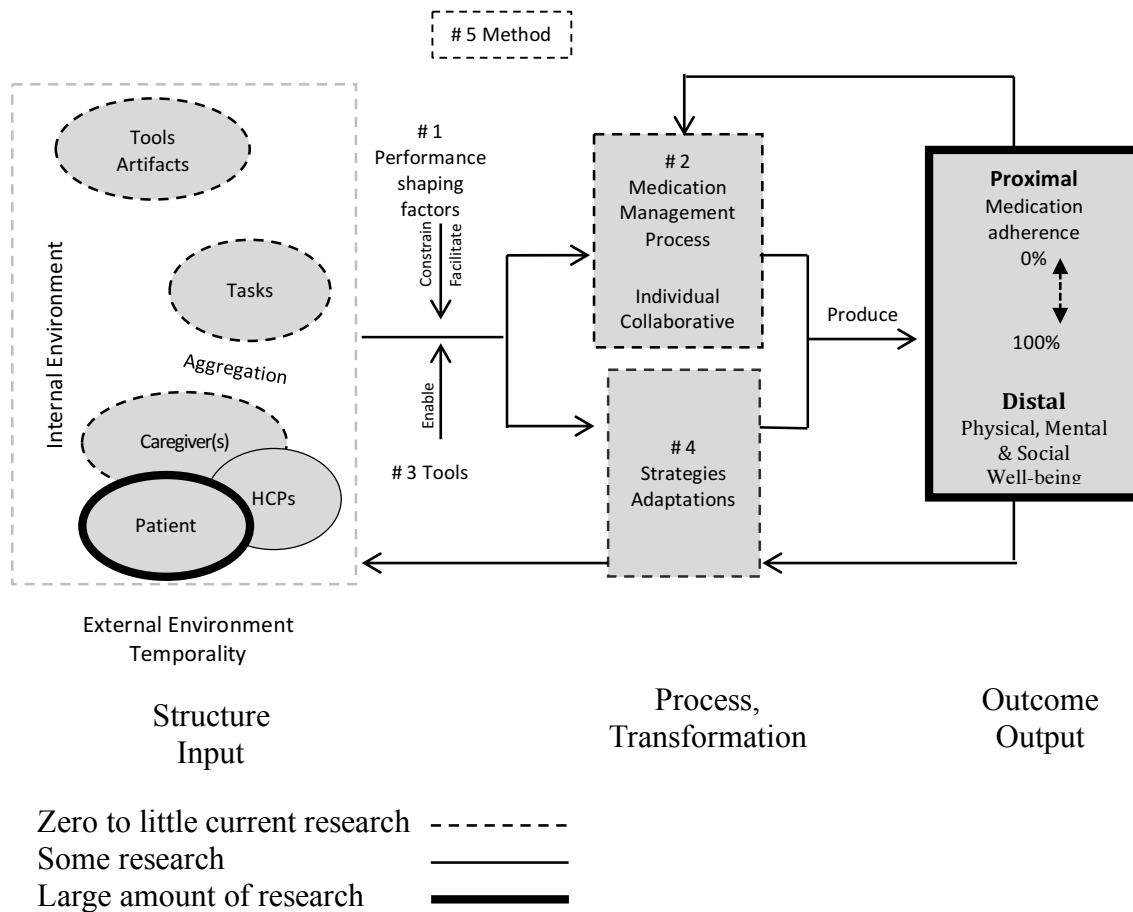 # 5 Method
Tools
Artifacts
Internal Environment
Tasks
Aggregation
Caregiver(s)
HCPs
Patient
External Environment
Temporality
# 1
Performance
shaping
factors
Constrain
Facilitate
Enable
# 3 Tools
# 2
Medication
Management
Process
Individual
Collaborative
# 4
Strategies
Adaptations
Produce
Proximal
Medication
adherence
0%
100%
Distal
Physical, Mental
& Social
Well-being
Structure
Input
Process,
Transformation
Outcome
Output
Zero to little current research
Some research
Large amount of research